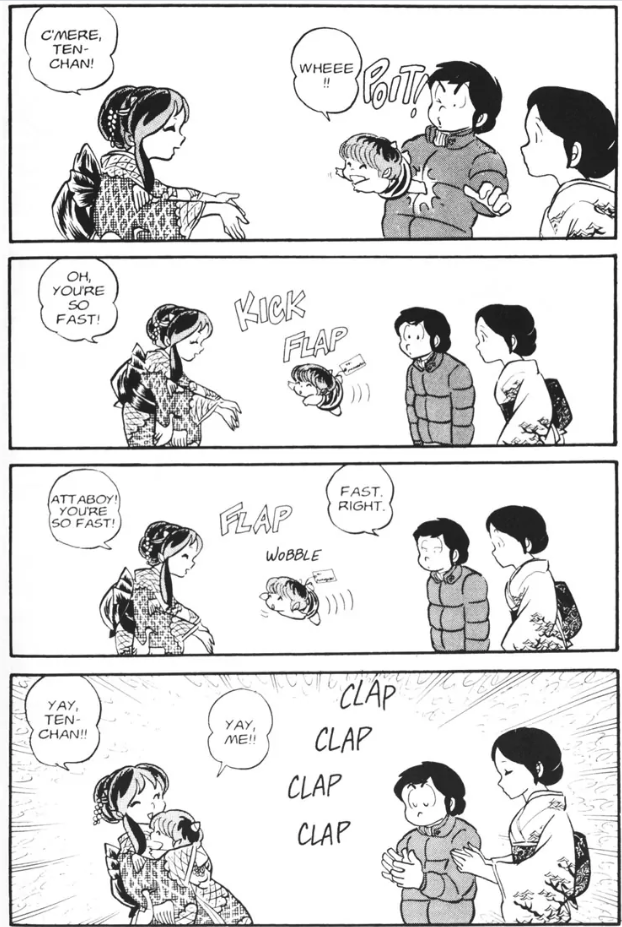 C'MERE,
TEN-
CHAN!
WHEEE
!!
POIT!
OH,
YOU'RE
SO
FAST!
KICK
FLAP
ATTABOY!
YOU'RE
SO FAST!
FLAP
WOBBLE
FAST.
RIGHT.
YAY,
TEN-
CHAN!!
YAY,
ME!!
CLAP
CLAP
CLAP
CLAP